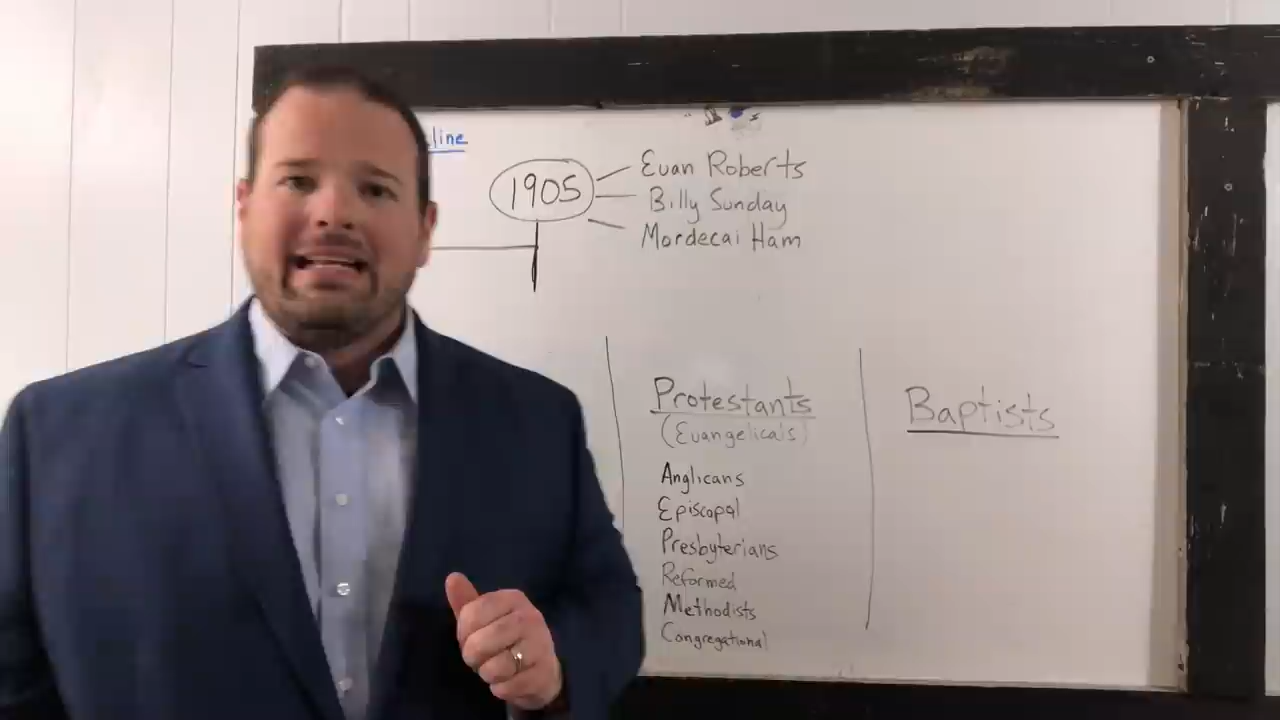 line
1905
Evan Roberts
Billy Sunday
Mordecai Ham
Protestants
(Evangelicals)
Anglicans
Episcopal
Presbyterians
Reformed
Methodists
Congregational
Baptists